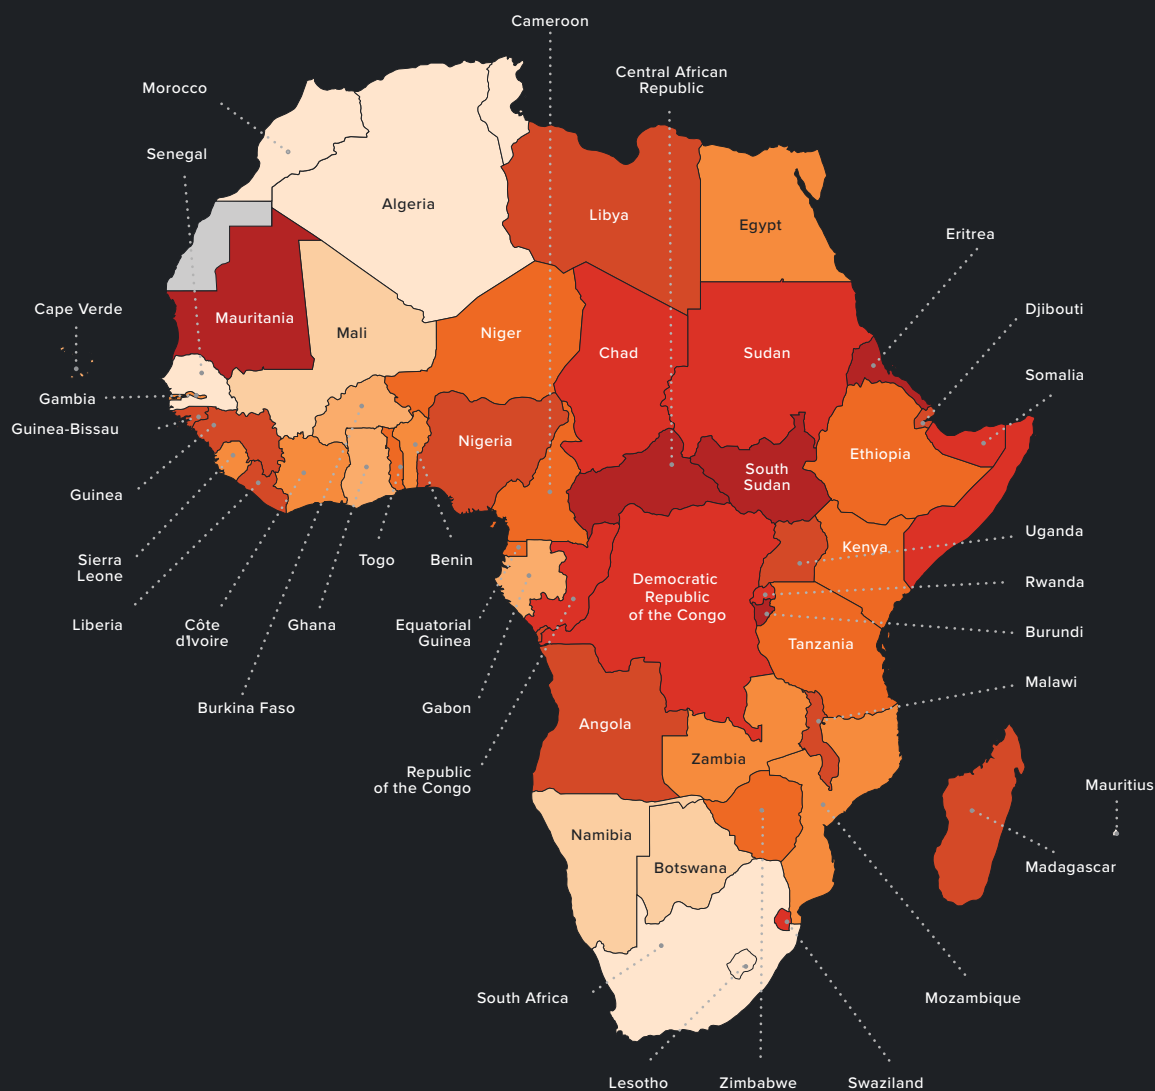 Cameroon
Central African
Republic
Morocco
Senegal
Algeria
Libya
Egypt
Eritrea
Cape Verde
Mauritania
Mali
Niger
Chad
Sudan
Djibouti
Somalia
Gambia
Guinea-Bissau
Nigeria
Ethiopia
South
Sudan
Guinea
Sierra
Leone
Togo
Benin
Kenya
Uganda
Democratic
Republic
of the Congo
Rwanda
Liberia
Côte
d'Ivoire
Ghana
Equatorial
Guinea
Tanzania
Burundi
Burkina Faso
Gabon
Angola
Malawi
Zambia
Republic
of the Congo
Mauritius
Namibia
Botswana
Madagascar
South Africa
Mozambique
Lesotho
Zimbabwe
Swaziland